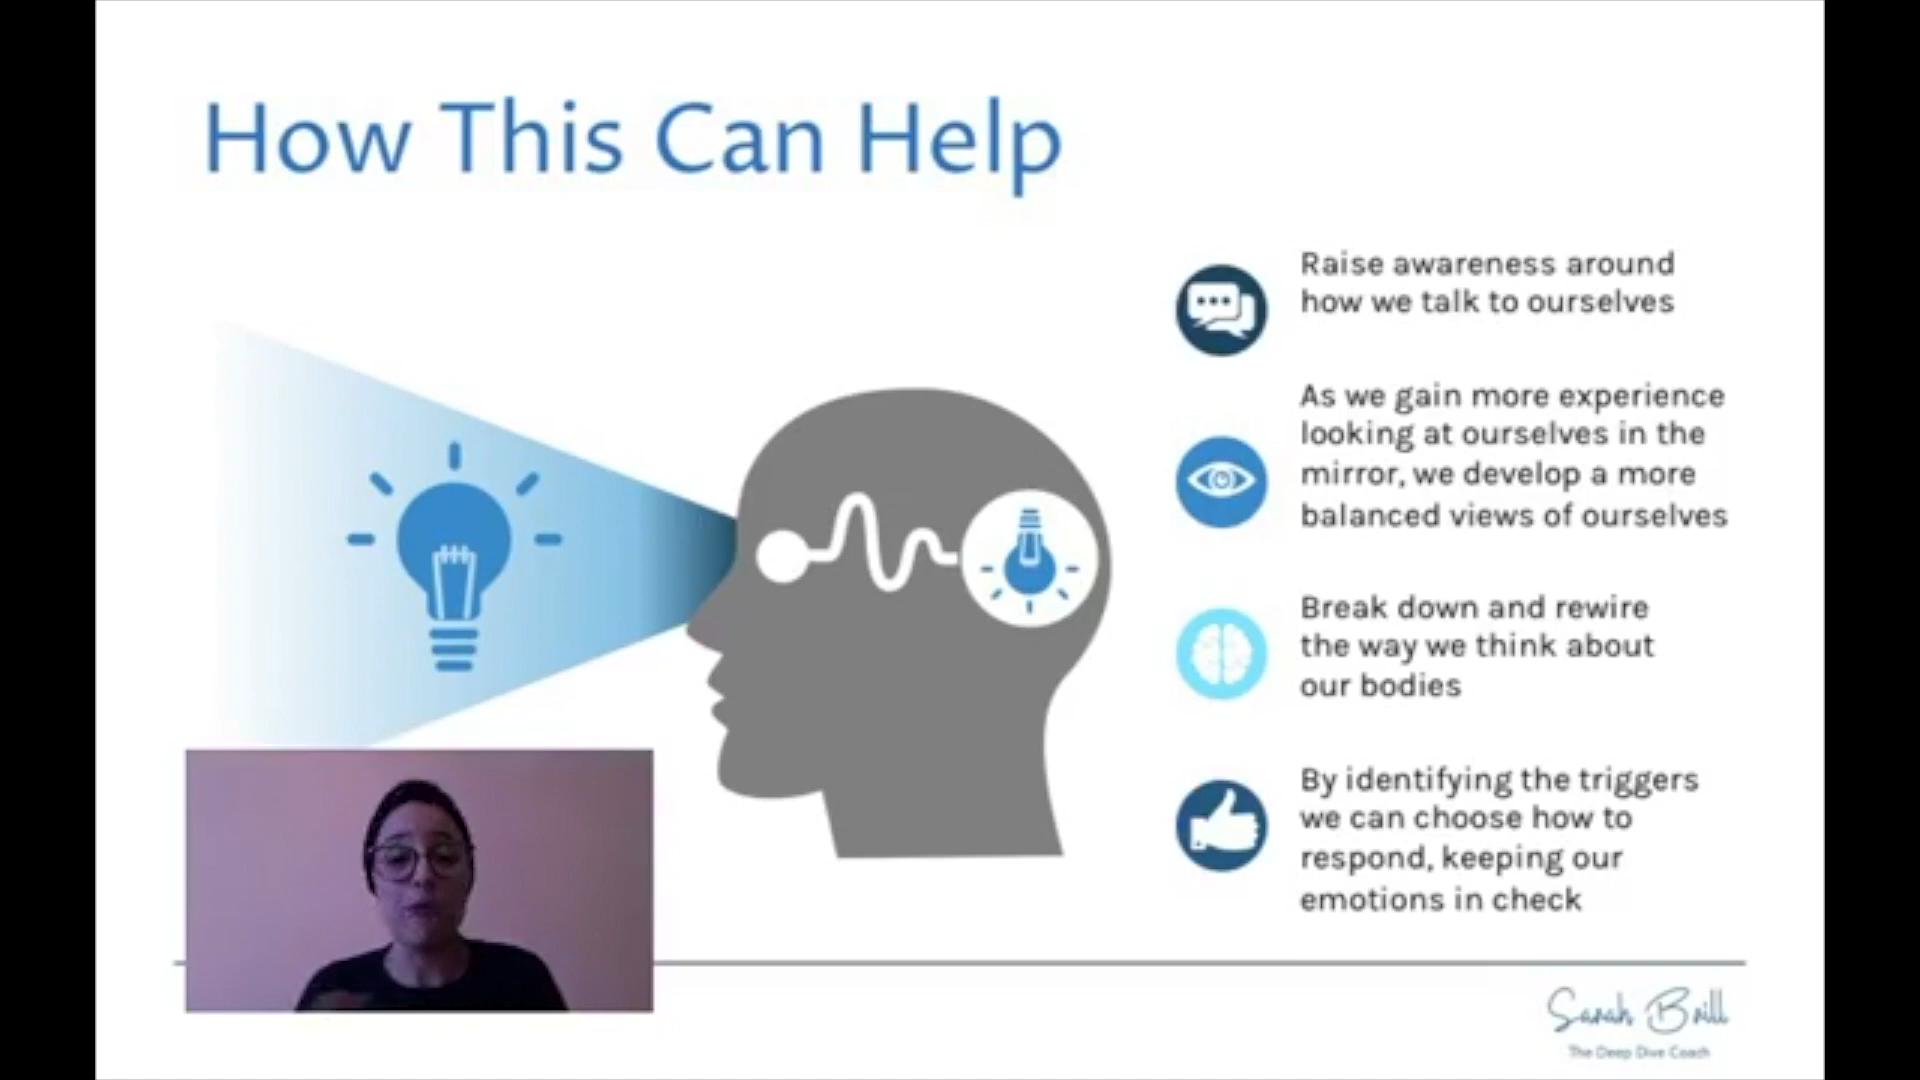 How This Can Help
Raise awareness around
how we talk to ourselves
As we gain more experience
looking at ourselves in the
mirror, we develop a more
balanced views of ourselves
Break down and rewire
the way we think about
our bodies
By identifying the triggers
we can choose how to
respond, keeping our
emotions in check
Sarah Brill
The Deep Dive Coach